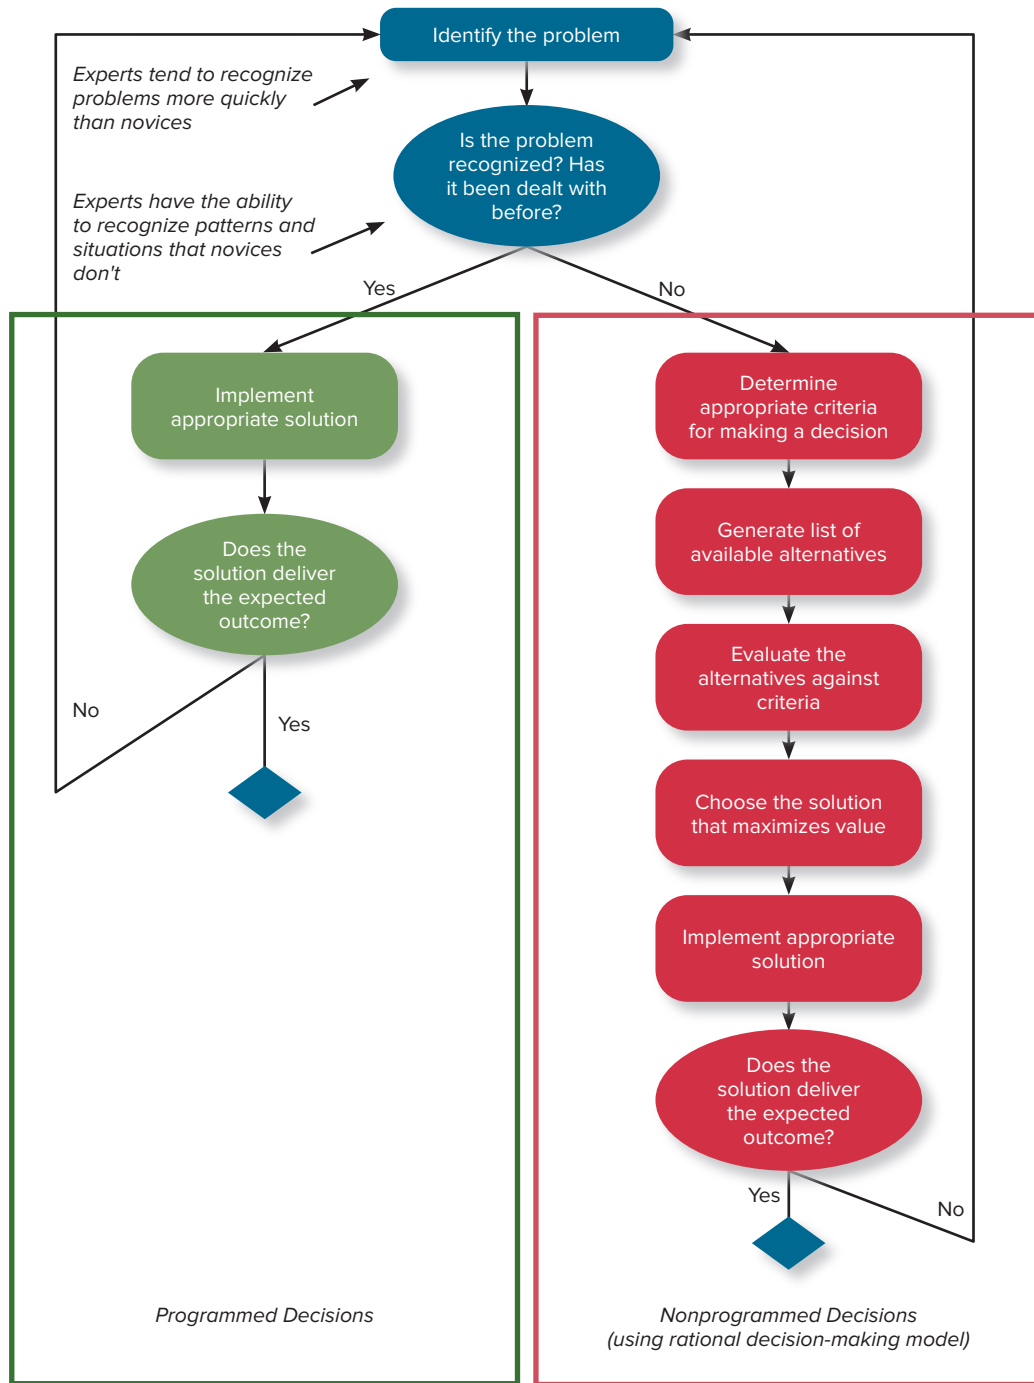 Identify the problem
Experts tend to recognize
problems more quickly
than novices
Is the problem
recognized? Has
it been dealt with
before?
Experts have the ability
to recognize patterns and
situations that novices
don't
Yes
No
Implement
appropriate solution
Does the
solution deliver
the expected
outcome?
No
Yes
Programmed Decisions
Determine
appropriate criteria
for making a decision
Generate list of
available alternatives
Evaluate the
alternatives against
criteria
Choose the solution
that maximizes value
Implement appropriate
solution
Does the
solution deliver
the expected
outcome?
Yes
No
Nonprogrammed Decisions
(using rational decision-making model)